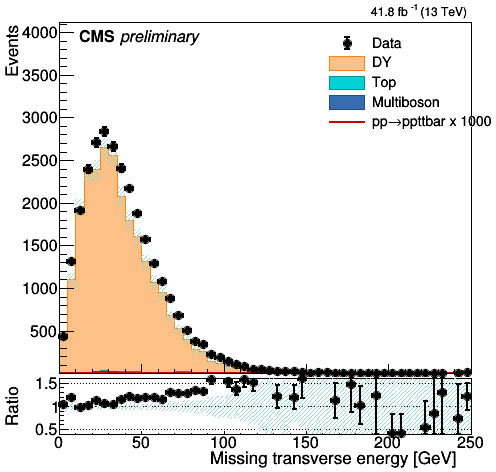 41.8 fb⁻¹ (13 TeV)
CMS preliminary
Events
4000
3500
3000
2500
2000
1500
1000
500
Data
DY
Top
Multiboson
pp→ppttbar x 1000
Ratio
1.5
1
0.5
0 50 100 150 200 250
Missing transverse energy [GeV]